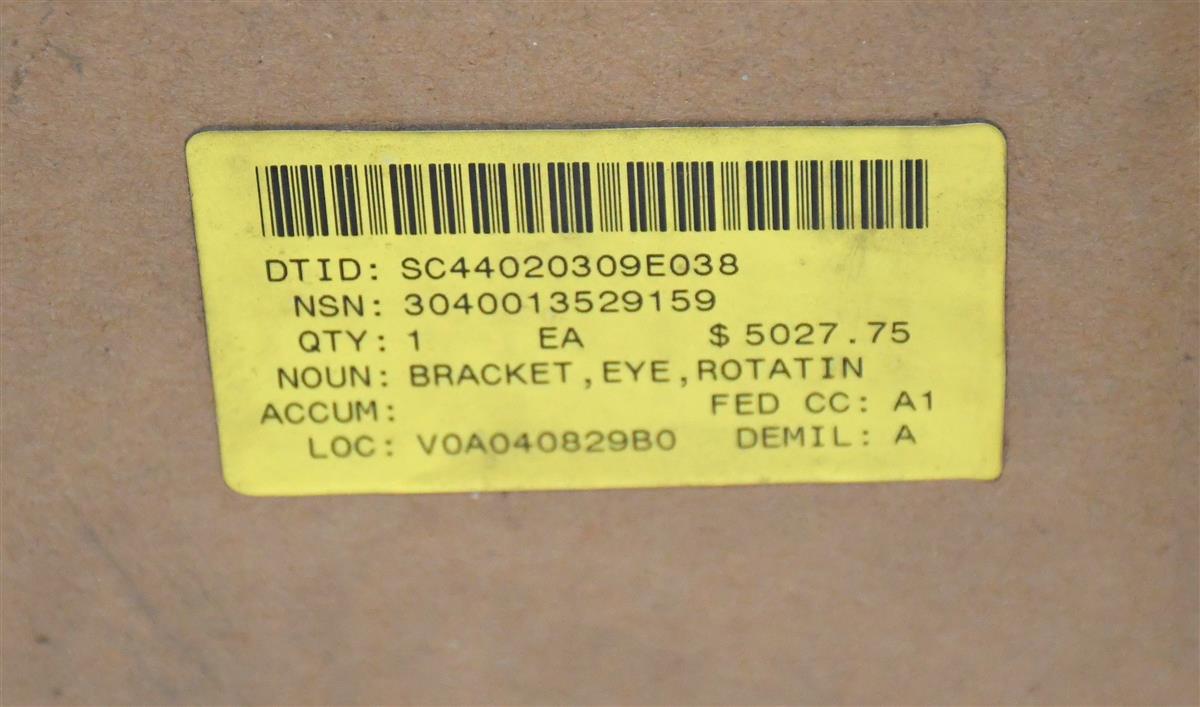 DTID: SC44020309E038
NSN: 3040013529159
QTY: 1 EA $ 5027.75
NOUN: BRACKET,EYE,ROTATIN
ACCUM: FED CC: A1
LOC: V0A040829B0 DEMIL: A